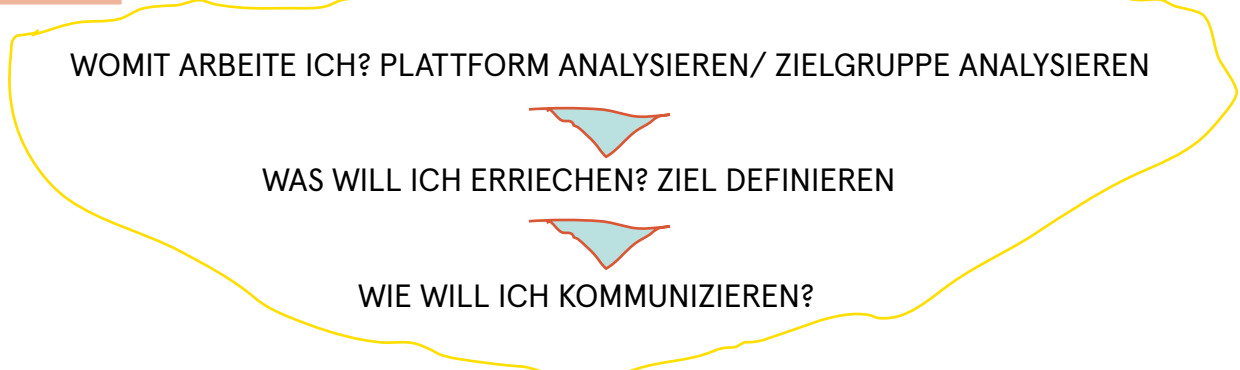 WOMIT ARBEITE ICH? PLATTFORM ANALYSIEREN/ ZIELGRUPPE ANALYSIEREN
WAS WILL ICH ERRIECHEN? ZIEL DEFINIEREN
WIE WILL ICH KOMMUNIZIEREN?